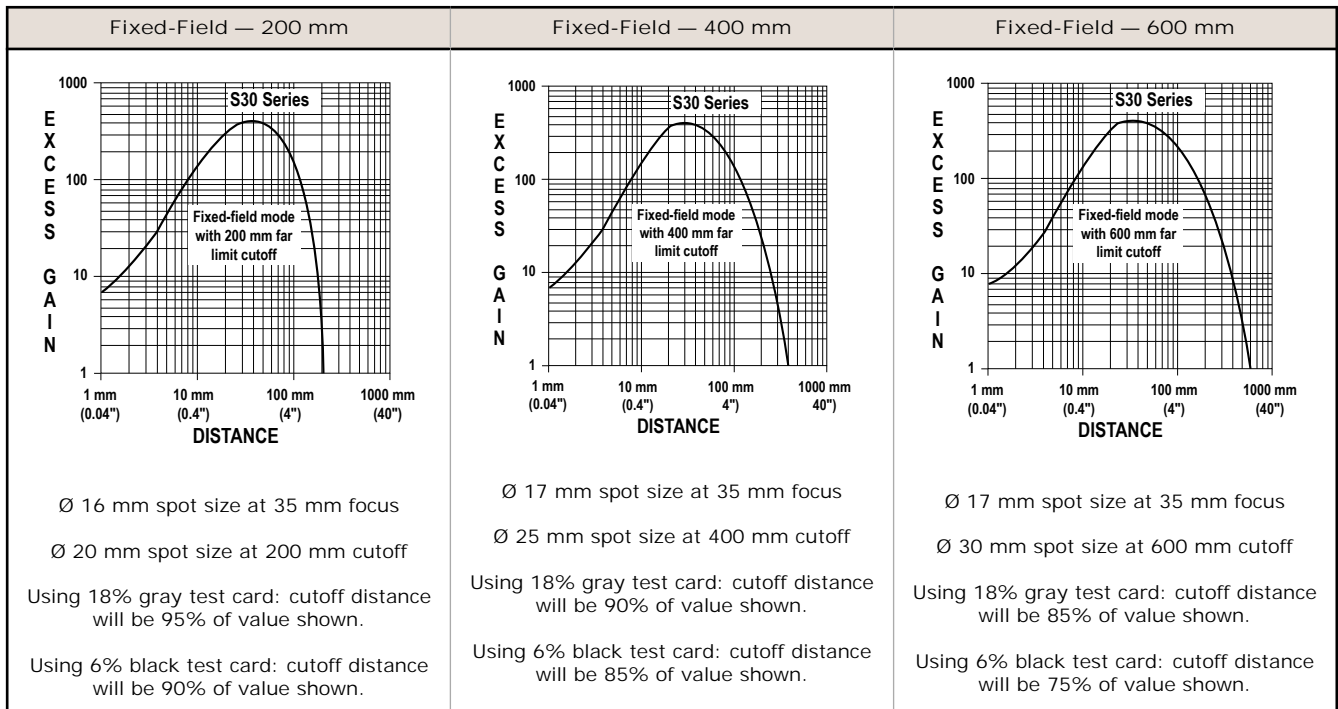 Fixed-Field — 200 mm
Fixed-Field — 400 mm
Fixed-Field — 600 mm
1000
100
10
1
EXCESS GAIN
S30 Series
Fixed-field mode
with 200 mm far
limit cutoff
1 mm
(0.04")
10 mm
(0.4")
100 mm
(4")
1000 mm
(40")
DISTANCE
Ø 16 mm spot size at 35 mm focus
Ø 20 mm spot size at 200 mm cutoff
Using 18% gray test card: cutoff distance
will be 95% of value shown.
Using 6% black test card: cutoff distance
will be 90% of value shown.
1000
100
10
1
EXCESS GAIN
S30 Series
Fixed-field mode
with 400 mm far
limit cutoff
1 mm
(0.04")
10 mm
(0.4")
100 mm
4")
1000 mm
40")
DISTANCE
Ø 17 mm spot size at 35 mm focus
Ø 25 mm spot size at 400 mm cutoff
Using 18% gray test card: cutoff distance
will be 90% of value shown.
Using 6% black test card: cutoff distance
will be 85% of value shown.
1000
100
10
1
EXCESS GAIN
S30 Series
Fixed-field mode
with 600 mm far
limit cutoff
1 mm
(0.04")
10 mm
(0.4")
100 mm
(4")
1000 mm
(40")
DISTANCE
Ø 17 mm spot size at 35 mm focus
Ø 30 mm spot size at 600 mm cutoff
Using 18% gray test card: cutoff distance
will be 85% of value shown.
Using 6% black test card: cutoff distance
will be 75% of value shown.